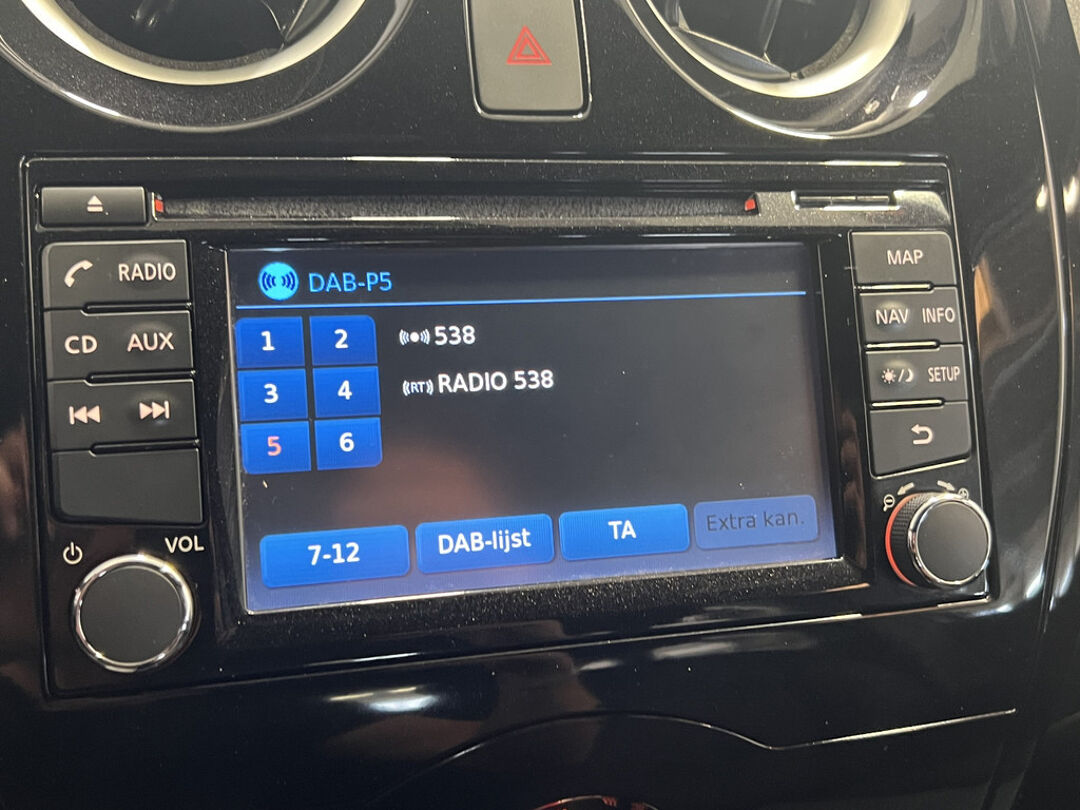 RADIO
CD AUX
VOL
DAB-P5
1 2
3 4
5 6
538
(RT) RADIO 538
7-12 DAB-lijst TA Extra kan.
MAP
NAV INFO
SETUP